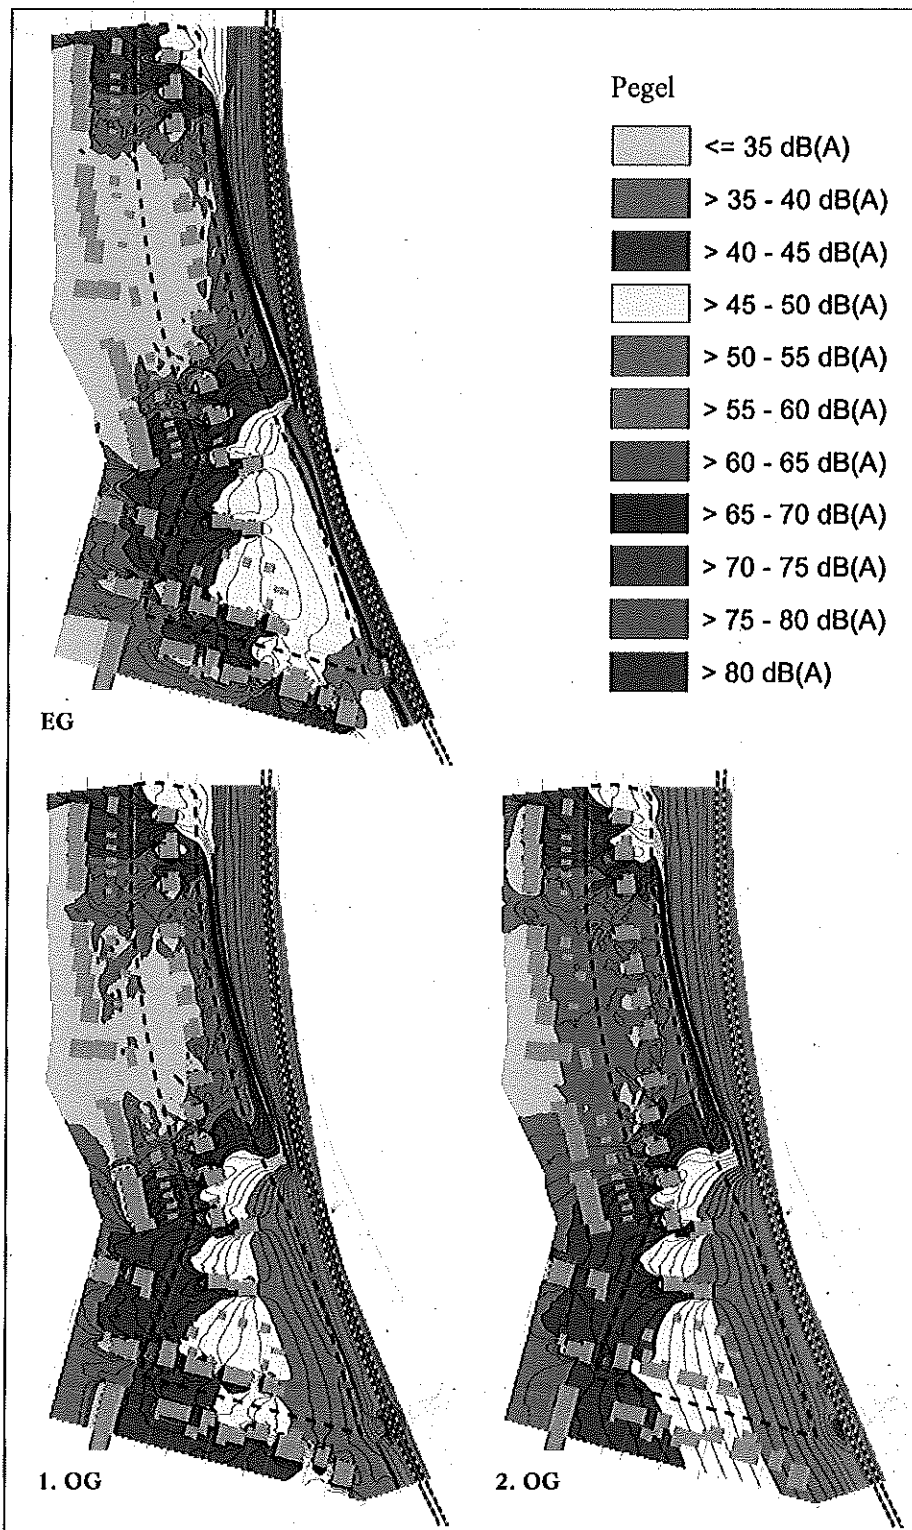 Pegel
<= 35 dB(A)
> 35 - 40 dB(A)
> 40 - 45 dB(A)
> 45 - 50 dB(A)
> 50 - 55 dB(A)
> 55 - 60 dB(A)
> 60 - 65 dB(A)
> 65 - 70 dB(A)
> 70 - 75 dB(A)
> 75 - 80 dB(A)
> 80 dB(A)
EG
1. OG
2. OG